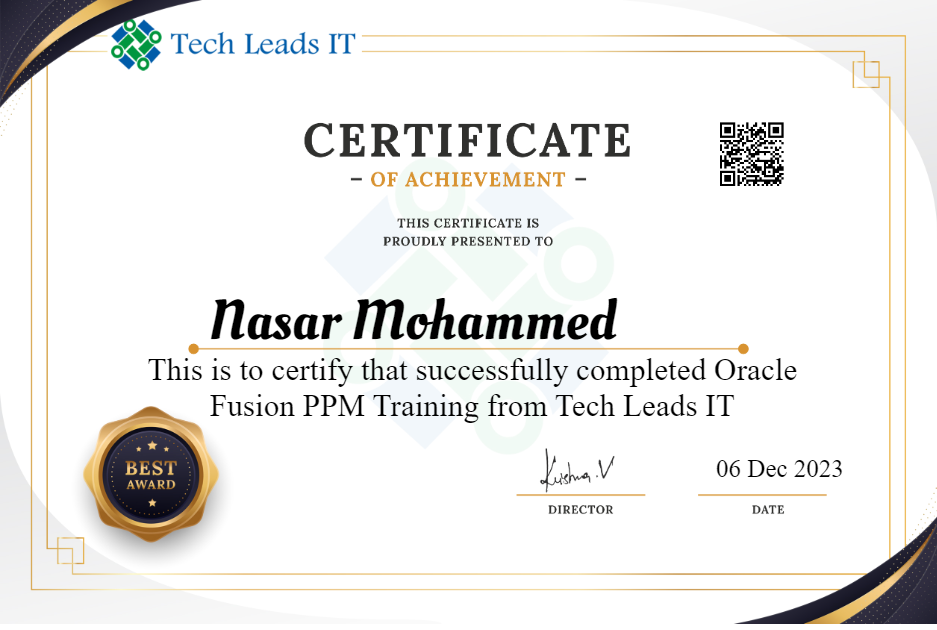 Tech Leads IT
CERTIFICATE
- OF ACHIEVEMENT -
THIS CERTIFICATE IS
PROUDLY PRESENTED TO
Nasar Mohammed
This is to certify that successfully completed Oracle
Fusion PPM Training from Tech Leads IT
BEST
AWARD
Krishna.V
06 Dec 2023
DIRECTOR
DATE